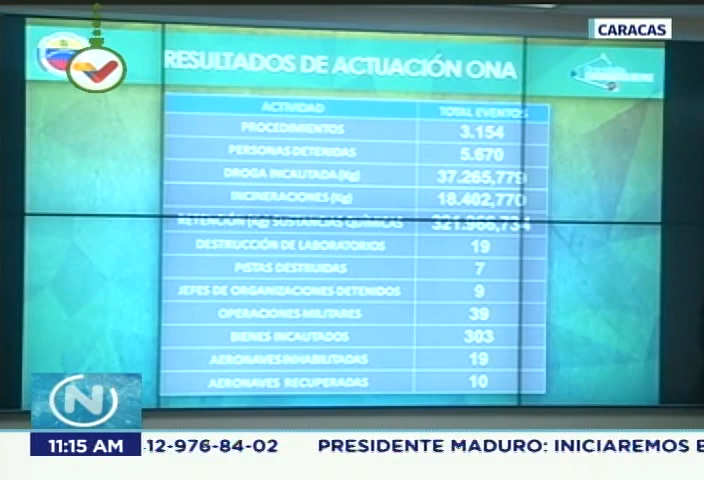 CARACAS
RESULTADOS DE ACTUACIÓN ONA
ACTIVIDAD TOTAL EVENTOS
PROCEDIMIENTOS 3.154
PERSONAS DETENIDAS 5.670
DROGA INCAUTADA (Kg) 37.265,779
INCINERACIONES (Kg) 18.402,770
RETENCIÓN (Kg) SUSTANCIAS QUÍMICAS 321.966,734
DESTRUCCIÓN DE LABORATORIOS 19
PISTAS DESTRUIDAS 7
JEFES DE ORGANIZACIONES DETENIDOS 9
OPERACIONES MILITARES 39
BIENES INCAUTADOS 303
AERONAVES INHABILITADAS 19
AERONAVES RECUPERADAS 10
N
11:15 AM 12-976-84-02 PRESIDENTE MADURO: INICIAREMOS E